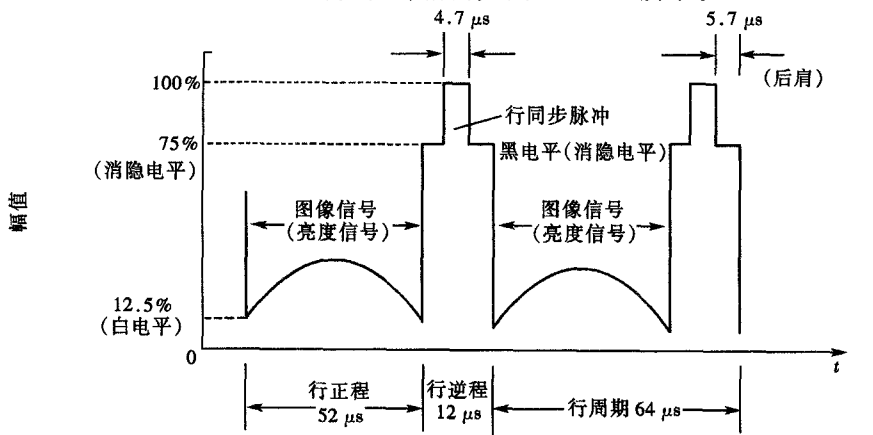 4.7 μs
5.7 μs
(后肩)
100%
行同步脉冲
75%
(消隐电平)
黑电平(消隐电平)
幅值
图像信号
(亮度信号)
图像信号
(亮度信号)
12.5%
(白电平)
0
t
行正程
52 μs
行逆程
12 μs
行周期 64 μs